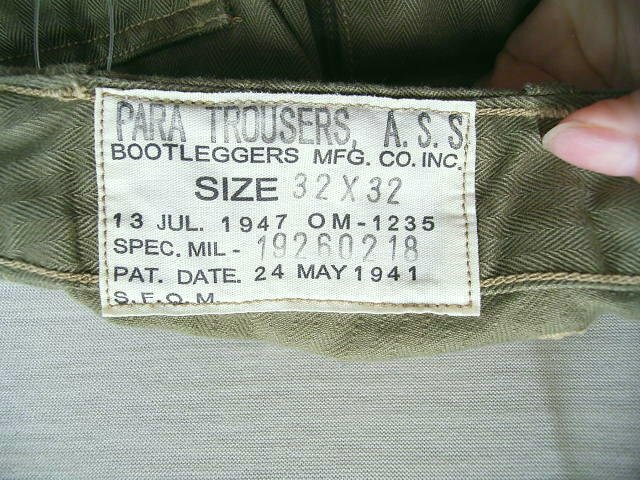 PARA TROUSERS, A.S.S.
BOOTLEGGERS MFG. CO. INC.
SIZE 32 X 32
13 JUL. 1947 OM-1235
SPEC. MIL- 19260218
PAT. DATE. 24 MAY 1941
S.F.Q.M.